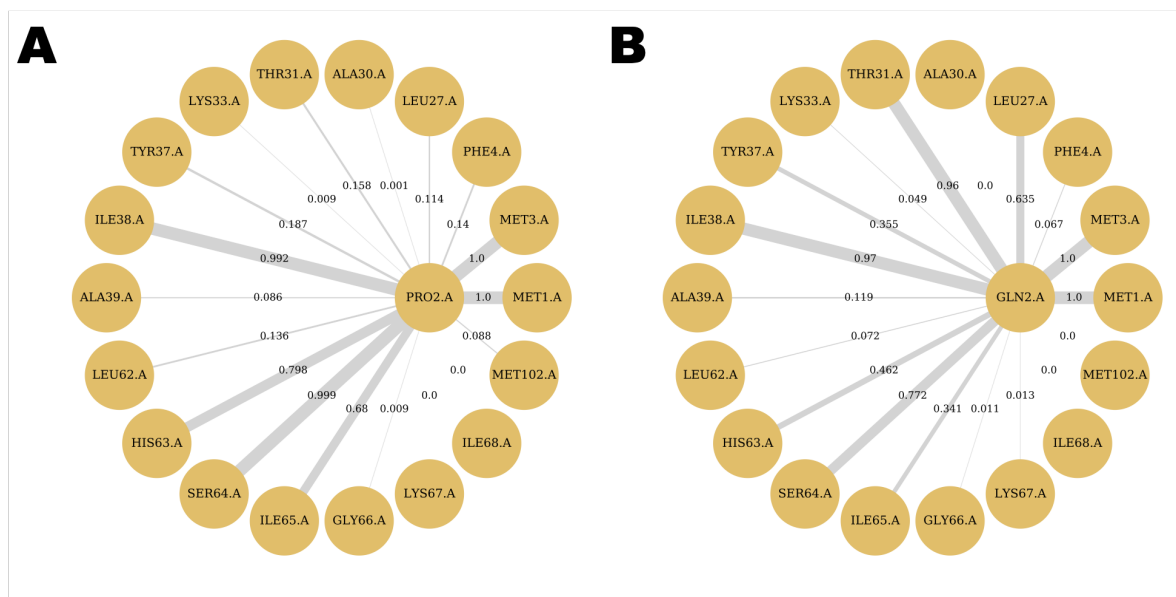 A
THR31.A
ALA30.A
LYS33.A
LEU27.A
TYR37.A
PHE4.A
ILE38.A
MET3.A
ALA39.A
PRO2.A
MET1.A
LEU62.A
MET102.A
HIS63.A
ILE68.A
SER64.A
LYS67.A
ILE65.A
GLY66.A
0.158
0.001
0.009
0.114
0.187
0.14
0.992
1.0
0.086
1.0
0.136
0.088
0.798
0.0
0.999
0.0
0.68
0.009
B
THR31.A
ALA30.A
LYS33.A
LEU27.A
TYR37.A
PHE4.A
ILE38.A
MET3.A
ALA39.A
GLN2.A
MET1.A
LEU62.A
MET102.A
HIS63.A
ILE68.A
SER64.A
LYS67.A
ILE65.A
GLY66.A
0.96
0.0
0.049
0.635
0.355
0.067
0.97
1.0
0.119
1.0
0.072
0.0
0.462
0.0
0.772
0.013
0.341
0.011